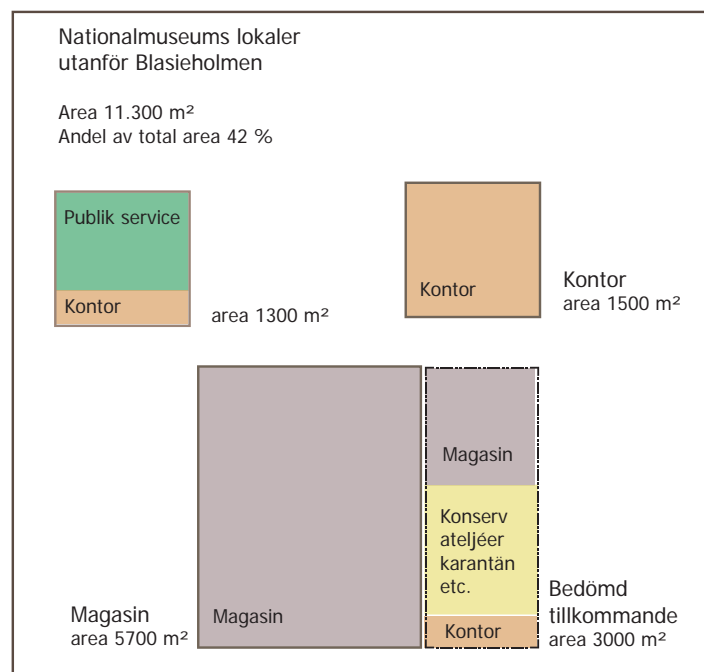 Nationalmuseums lokaler
utanför Blasieholmen
Area 11.300 m²
Andel av total area 42 %
Publik service
Kontor
area 1300 m²
Kontor
Kontor
area 1500 m²
Magasin
area 5700 m²
Magasin
Magasin
Konserv
ateljéer
karantän
etc.
Kontor
Bedömd
tillkommande
area 3000 m²